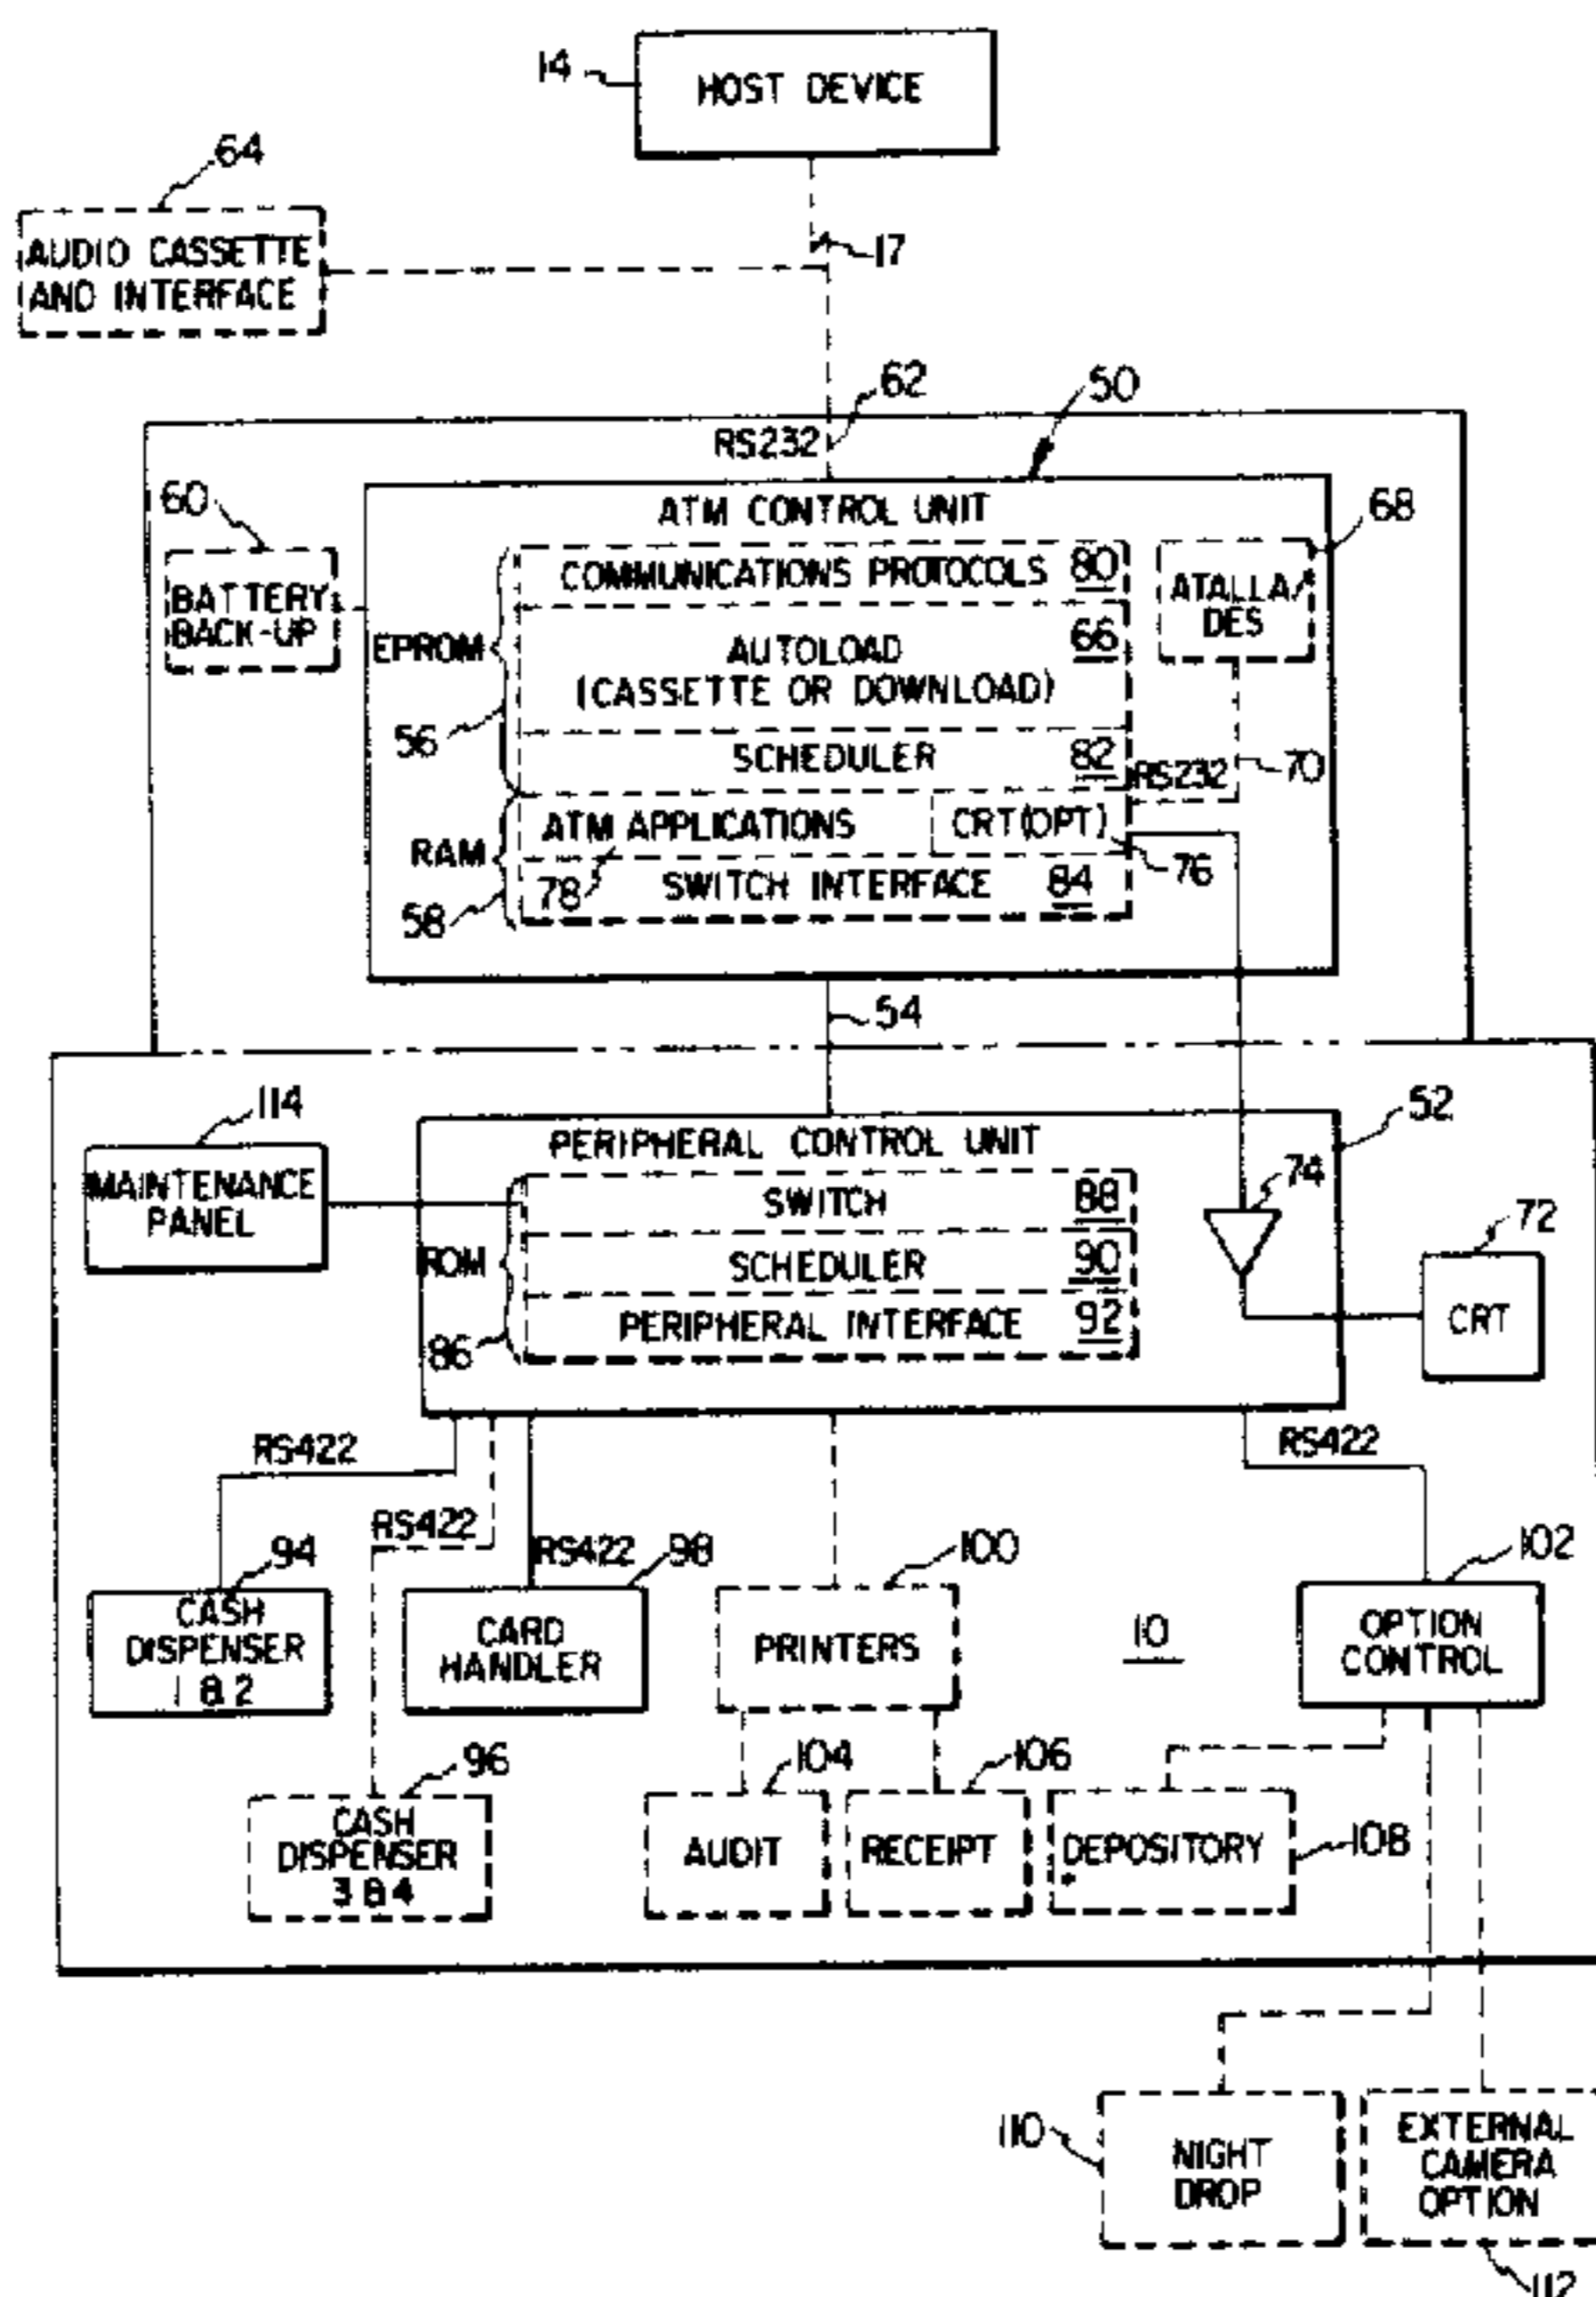 14
HOST DEVICE
64
AUDIO CASSETTE
AND INTERFACE
17
62
50
RS232
60
ATM CONTROL UNIT
68
BATTERY
BACK-UP
EPROM
56
COMMUNICATIONS PROTOCOLS 80
AUTOLOAD 66
(CASSETTE OR DOWNLOAD)
SCHEDULER 82
ATALLA/
DES
RS232
70
RAM
58
ATM APPLICATIONS
78
CRT(OPT)
76
SWITCH INTERFACE 84
54
114
MAINTENANCE
PANEL
52
PERIPHERAL CONTROL UNIT
ROM
86
SWITCH 88
SCHEDULER 90
PERIPHERAL INTERFACE 92
74
72
CRT
RS422
RS422
RS422
RS422
94
CASH
DISPENSER
1 & 2
98
CARD
HANDLER
100
PRINTERS
10
102
OPTION
CONTROL
96
CASH
DISPENSER
3 & 4
104
AUDIT
106
RECEIPT
DEPOSITORY
108
110
NIGHT
DROP
EXTERNAL
CAMERA
OPTION
112